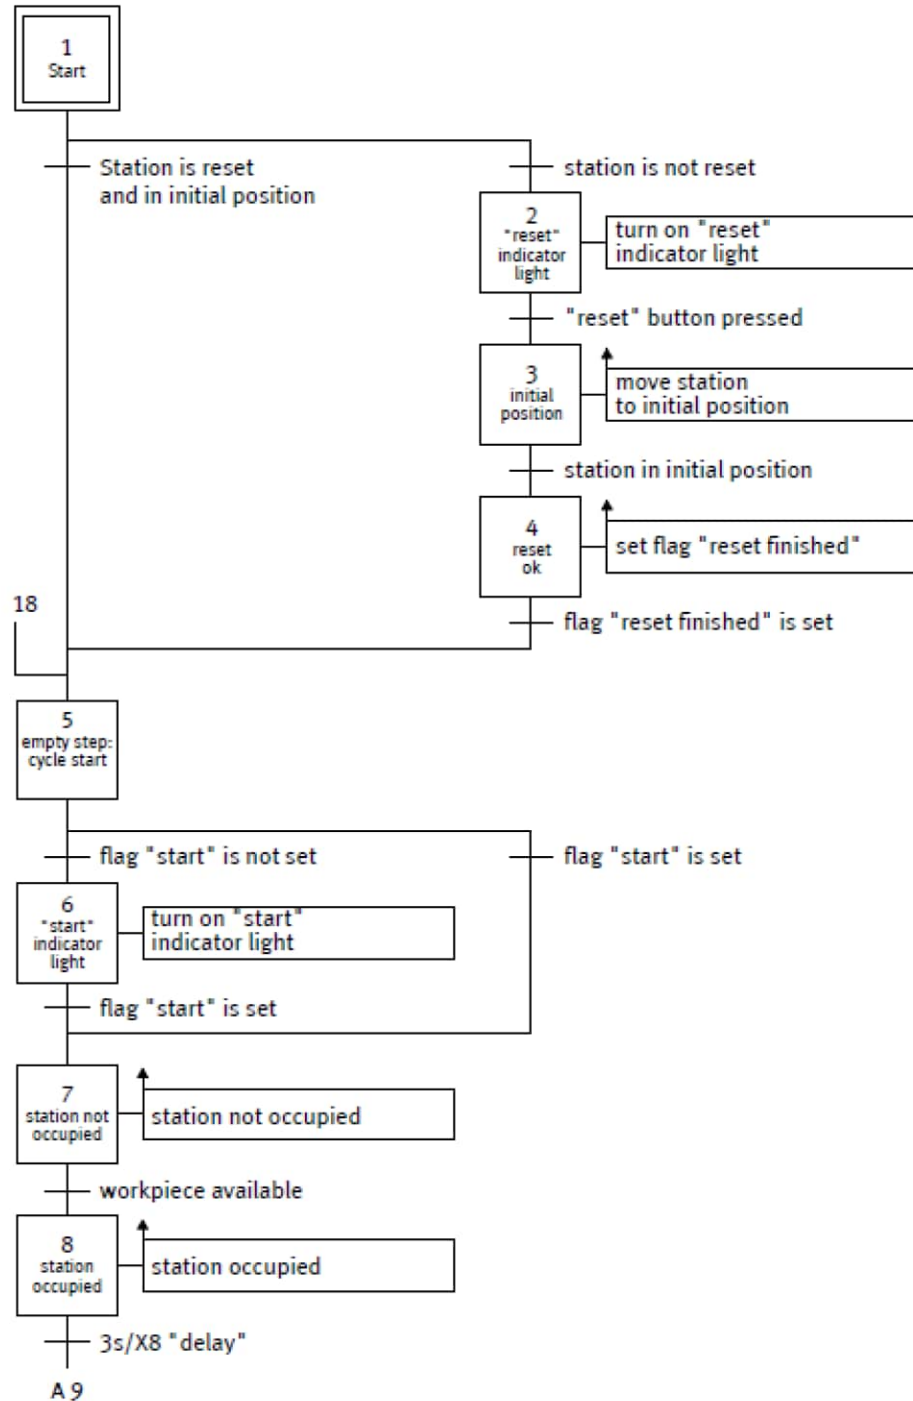 1
Start
Station is reset
and in initial position
station is not reset
2
"reset"
indicator
light
turn on "reset"
indicator light
"reset" button pressed
3
initial
position
move station
to initial position
station in initial position
4
reset
ok
set flag "reset finished"
18
flag "reset finished" is set
5
empty step:
cycle start
flag "start" is not set
flag "start" is set
6
"start"
indicator
light
turn on "start"
indicator light
flag "start" is set
7
station not
occupied
station not occupied
workpiece available
8
station
occupied
station occupied
3s/X8 "delay"
A 9